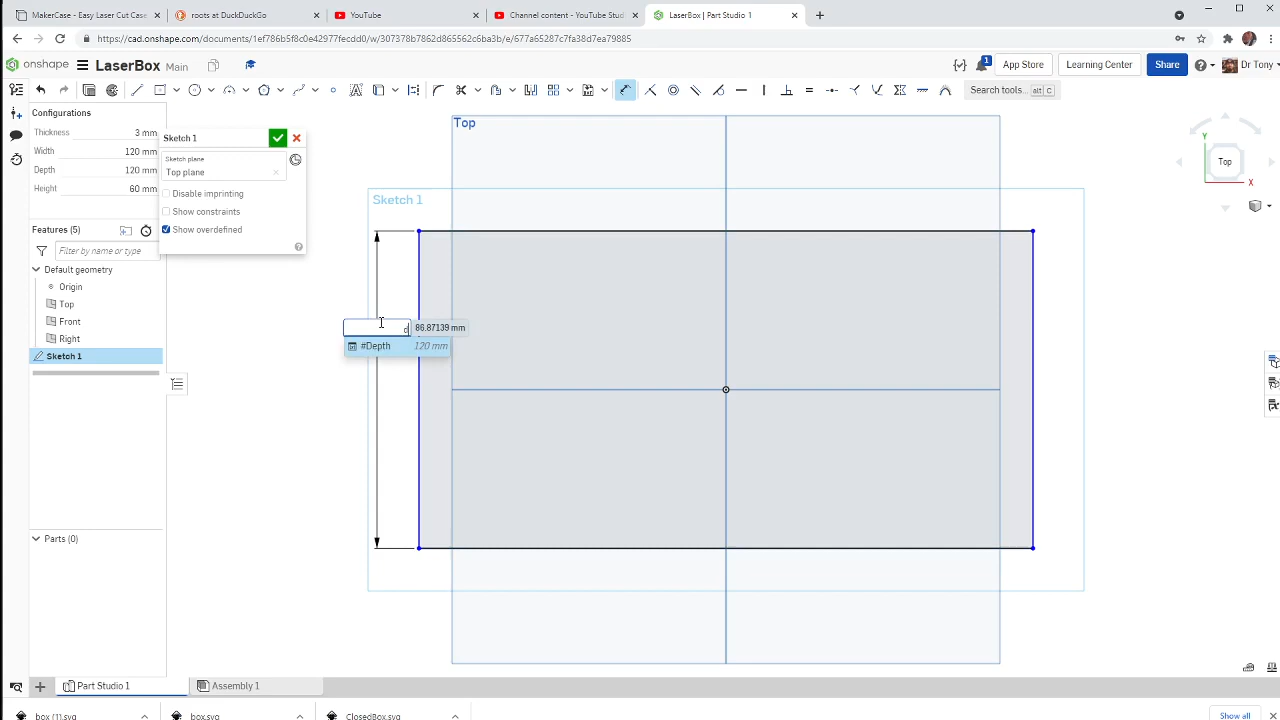 MakerCase - Easy Laser Cut Case
roots at DuckDuckGo
YouTube
Channel content - YouTube Stud
LaserBox | Part Studio 1
https://cad.onshape.com/documents/1ef786b5f8c0e42977fecdd0/w/307378b7862d865562c6ba3b/e/677a65287c7fa38d7ea79885
onshape
LaserBox Main
1
App Store
Learning Center
Share
Dr Tony
Search tools... alt C
Configurations
Thickness 3 mm
Width 120 mm
Depth 120 mm
Height 60 mm
Sketch 1
Sketch plane
Top plane
Disable imprinting
Show constraints
Show overdefined
Features (5)
Filter by name or type
Default geometry
Origin
Top
Front
Right
Sketch 1
Parts (0)
Top
Sketch 1
d 86.87139 mm
#Depth 120 mm
Y
Top
X
Part Studio 1
Assembly 1
box (1).svg
box.svg
ClosedBox.svg
Show all